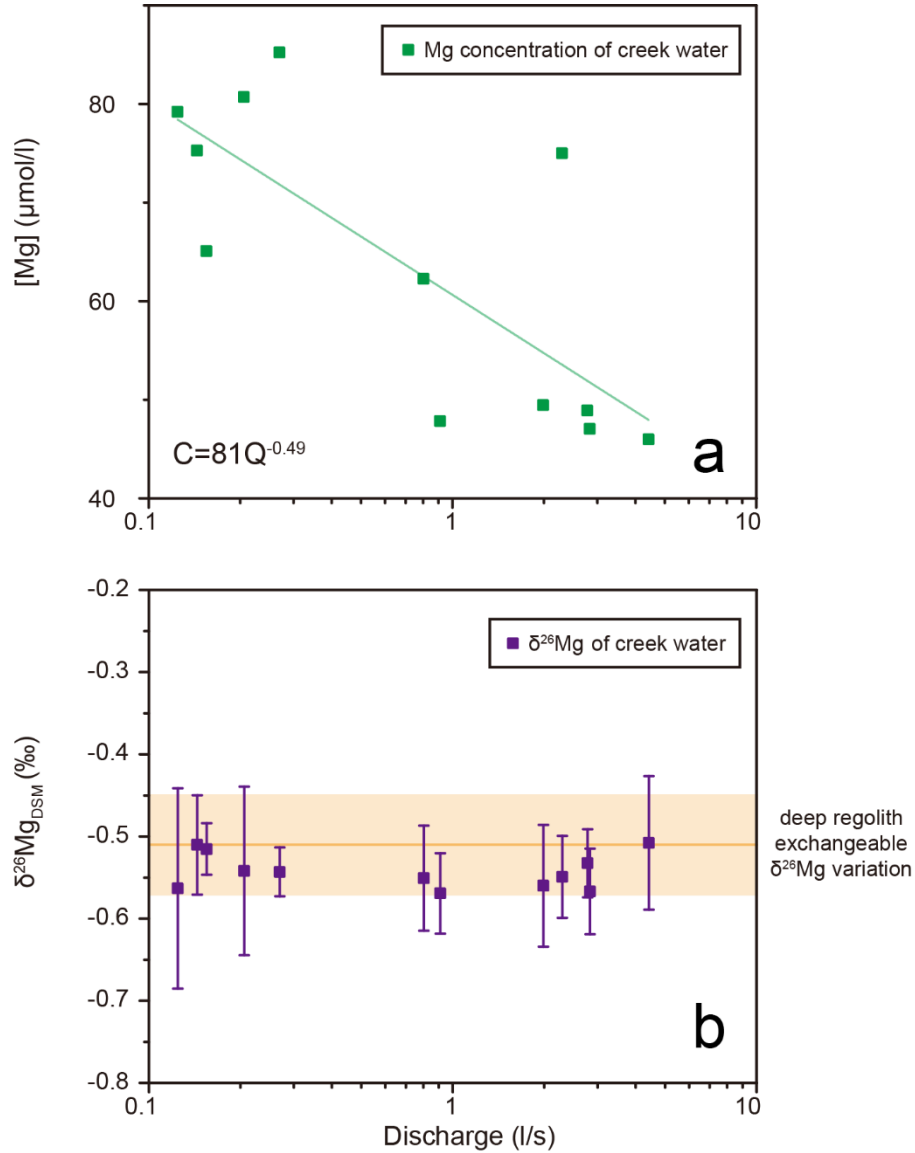 a
Mg concentration of creek water
[Mg] (μmol/l)
80
60
40
C=81Q⁻⁰·⁴⁹
0.1
1
10
b
δ²⁶Mg of creek water
δ²⁶Mg_DSM (‰)
-0.2
-0.3
-0.4
-0.5
-0.6
-0.7
-0.8
deep regolith
exchangeable
δ²⁶Mg variation
0.1
1
10
Discharge (l/s)